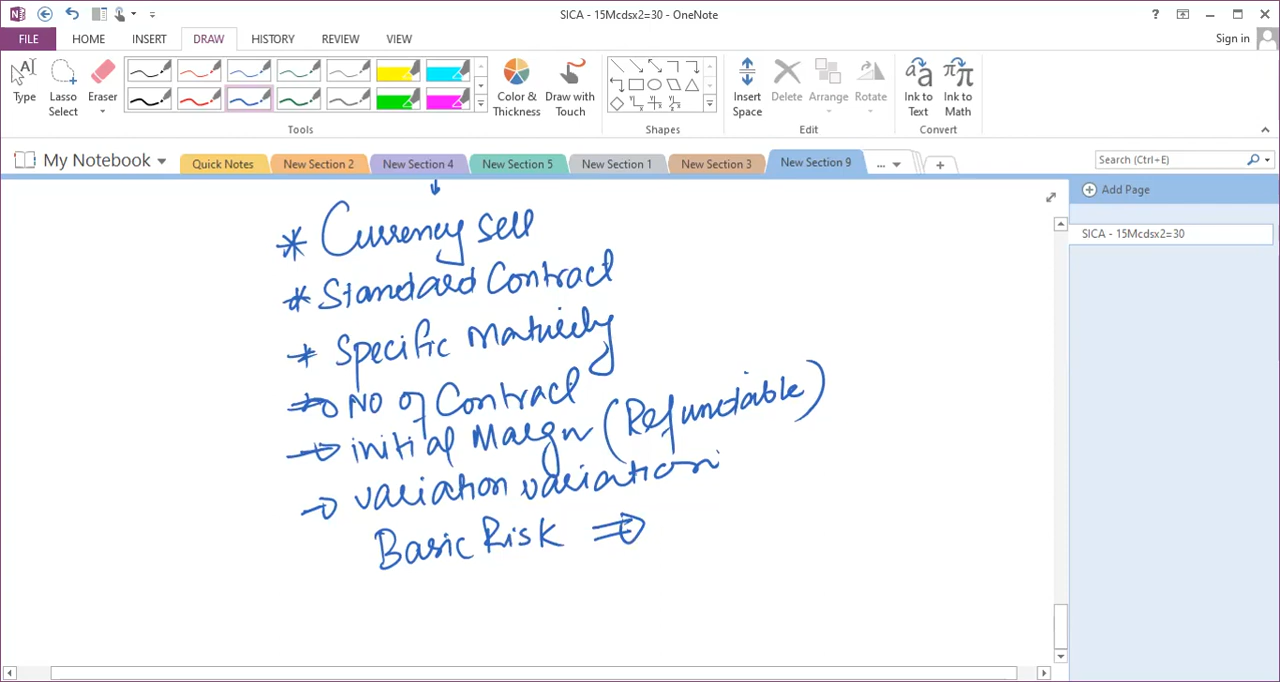 SICA - 15Mcdsx2=30 - OneNote
?
FILE HOME INSERT DRAW HISTORY REVIEW VIEW
Sign in
Type
Lasso Select
Eraser
Color & Thickness
Draw with Touch
Insert Space
Delete
Arrange
Rotate
Ink to Text
Ink to Math
Tools
Shapes
Edit
Convert
My Notebook
Quick Notes New Section 2 New Section 4 New Section 5 New Section 1 New Section 3 New Section 9 ...
Search (Ctrl+E)
Add Page
SICA - 15Mcdsx2=30
* Currency sell
* Standard Contract
* Specific Maturiely
→ NO of Contract
→ initial Margin (Refundable)
→ variation variation
Basic Risk ⇒